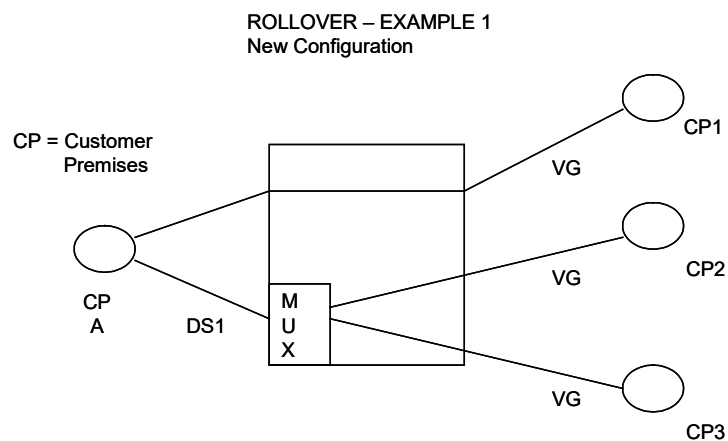 ROLLOVER – EXAMPLE 1
New Configuration
CP1
CP = Customer
Premises
VG
CP2
VG
CP
A
DS1
M
U
X
VG
CP3